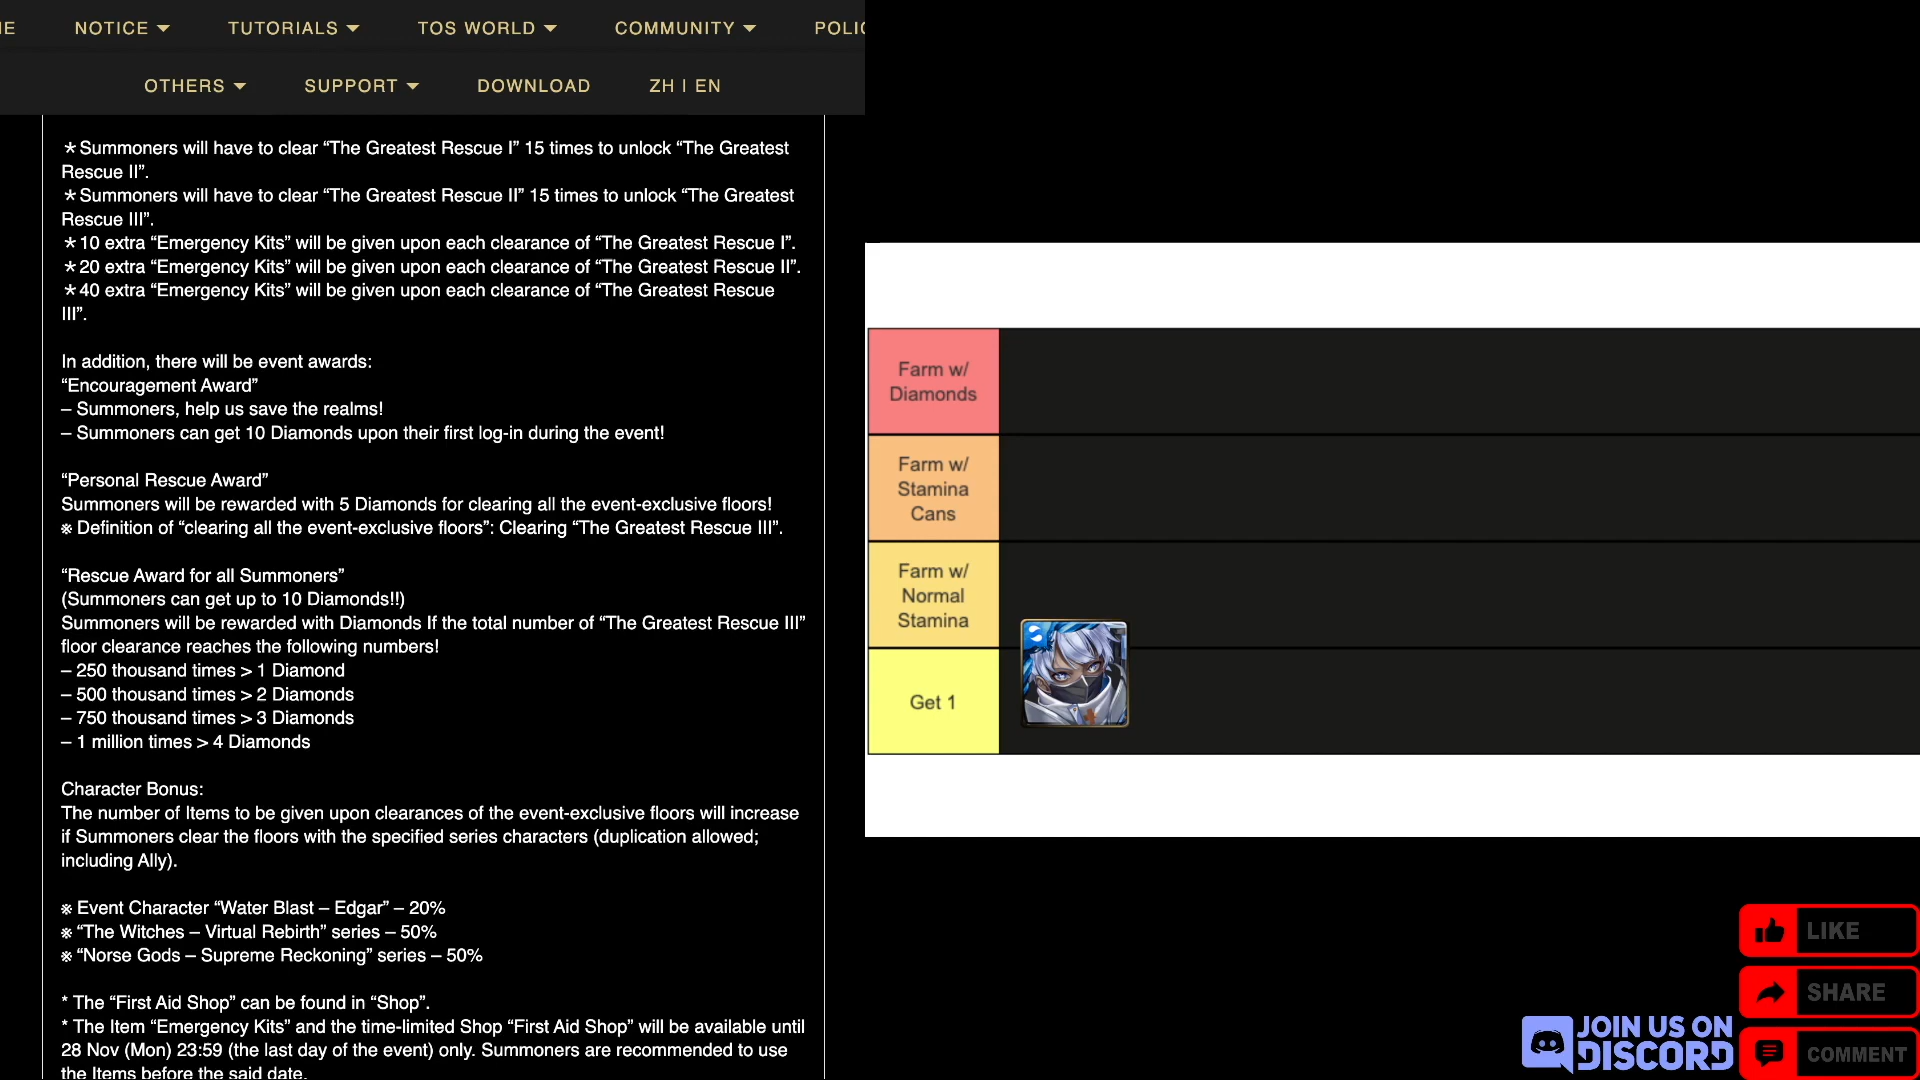 NOTICE
TUTORIALS
TOS WORLD
COMMUNITY
OTHERS
SUPPORT
DOWNLOAD
ZH | EN
*Summoners will have to clear “The Greatest Rescue I” 15 times to unlock “The Greatest
Rescue II”.
*Summoners will have to clear “The Greatest Rescue II” 15 times to unlock “The Greatest
Rescue III”.
*10 extra “Emergency Kits” will be given upon each clearance of “The Greatest Rescue I”.
*20 extra “Emergency Kits” will be given upon each clearance of “The Greatest Rescue II”.
*40 extra “Emergency Kits” will be given upon each clearance of “The Greatest Rescue
III”.
In addition, there will be event awards:
“Encouragement Award”
– Summoners, help us save the realms!
– Summoners can get 10 Diamonds upon their first log-in during the event!
“Personal Rescue Award”
Summoners will be rewarded with 5 Diamonds for clearing all the event-exclusive floors!
※ Definition of “clearing all the event-exclusive floors”: Clearing “The Greatest Rescue III”.
“Rescue Award for all Summoners”
(Summoners can get up to 10 Diamonds!!)
Summoners will be rewarded with Diamonds If the total number of “The Greatest Rescue III”
floor clearance reaches the following numbers!
– 250 thousand times > 1 Diamond
– 500 thousand times > 2 Diamonds
– 750 thousand times > 3 Diamonds
– 1 million times > 4 Diamonds
Character Bonus:
The number of Items to be given upon clearances of the event-exclusive floors will increase
if Summoners clear the floors with the specified series characters (duplication allowed;
including Ally).
※ Event Character “Water Blast – Edgar” – 20%
※ “The Witches – Virtual Rebirth” series – 50%
※ “Norse Gods – Supreme Reckoning” series – 50%
* The “First Aid Shop” can be found in “Shop”.
* The Item “Emergency Kits” and the time-limited Shop “First Aid Shop” will be available until
28 Nov (Mon) 23:59 (the last day of the event) only. Summoners are recommended to use
the Items before the said date.
Farm w/
Diamonds
Farm w/
Stamina
Cans
Farm w/
Normal
Stamina
Get 1
LIKE
SHARE
COMMENT
JOIN US ON
DISCORD